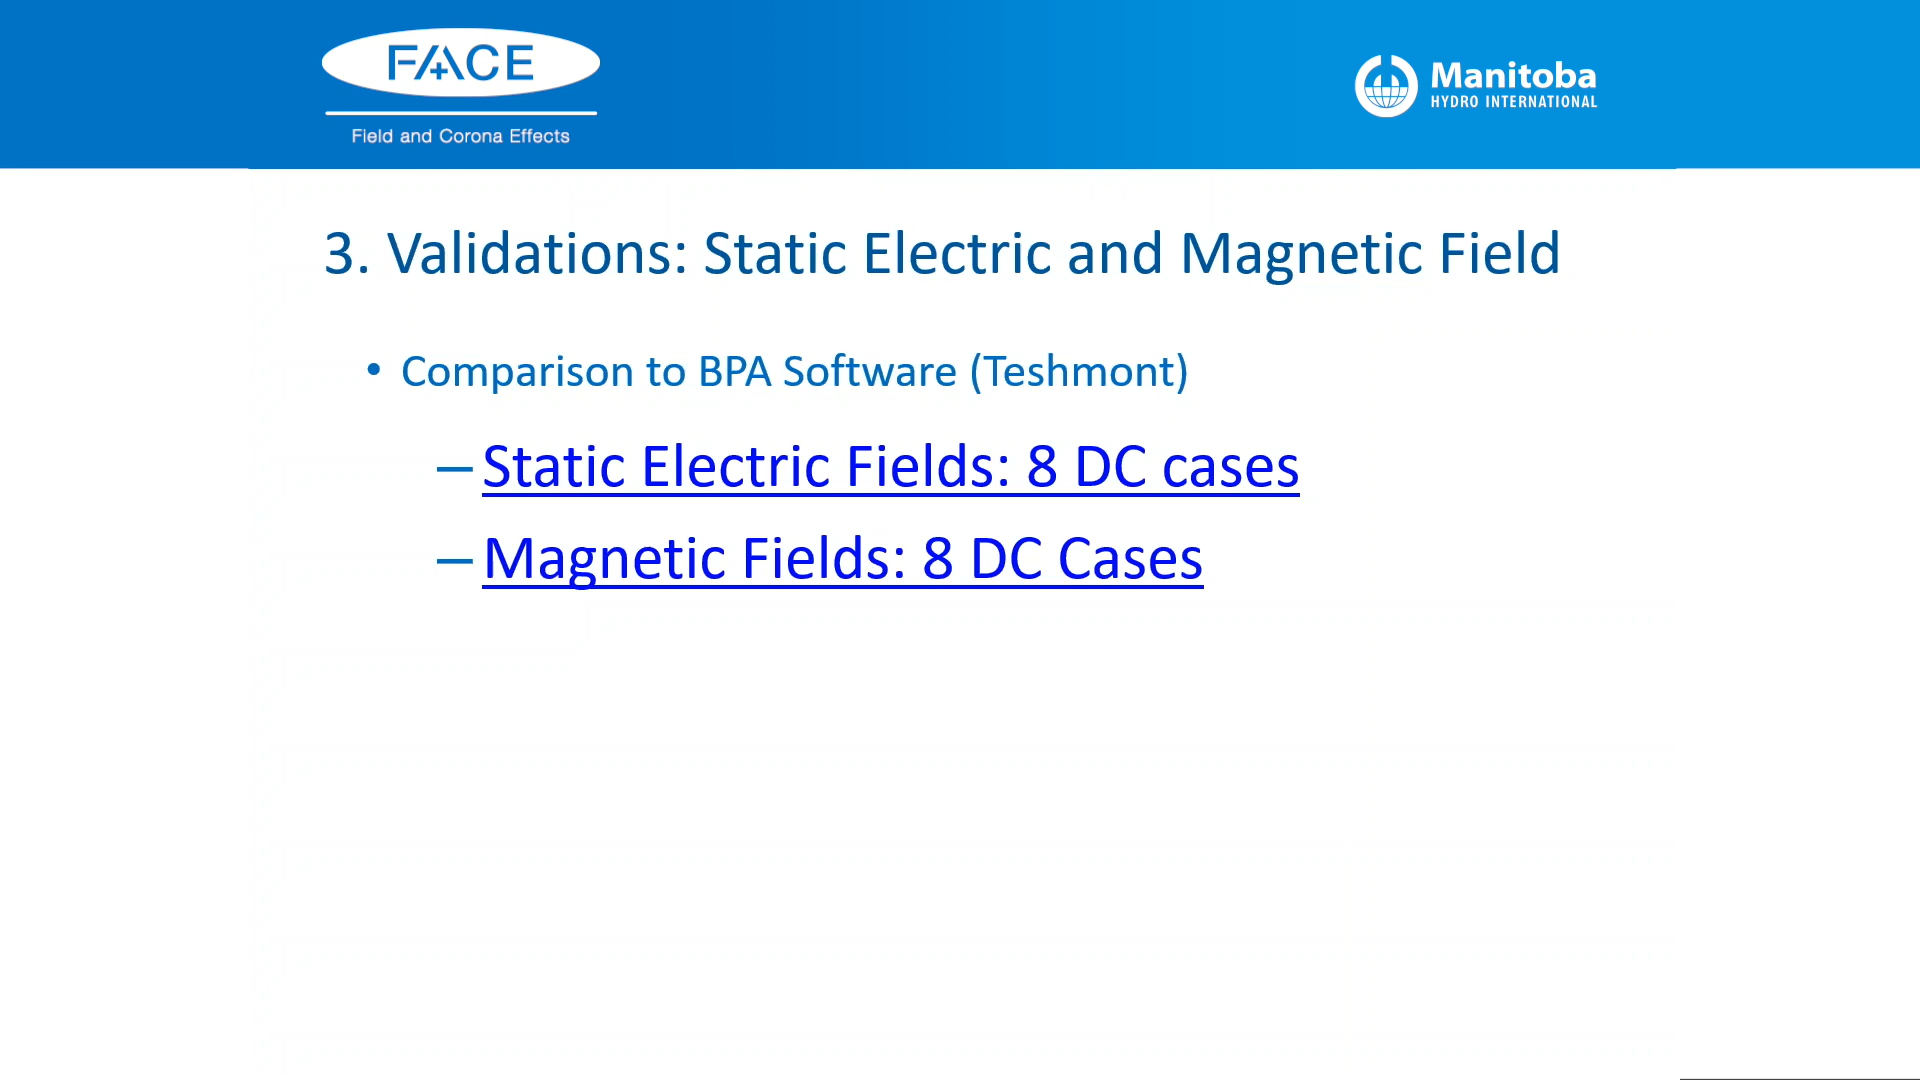 FACE
Field and Corona Effects
Manitoba
HYDRO INTERNATIONAL
3. Validations: Static Electric and Magnetic Field
• Comparison to BPA Software (Teshmont)
– Static Electric Fields: 8 DC cases
– Magnetic Fields: 8 DC Cases